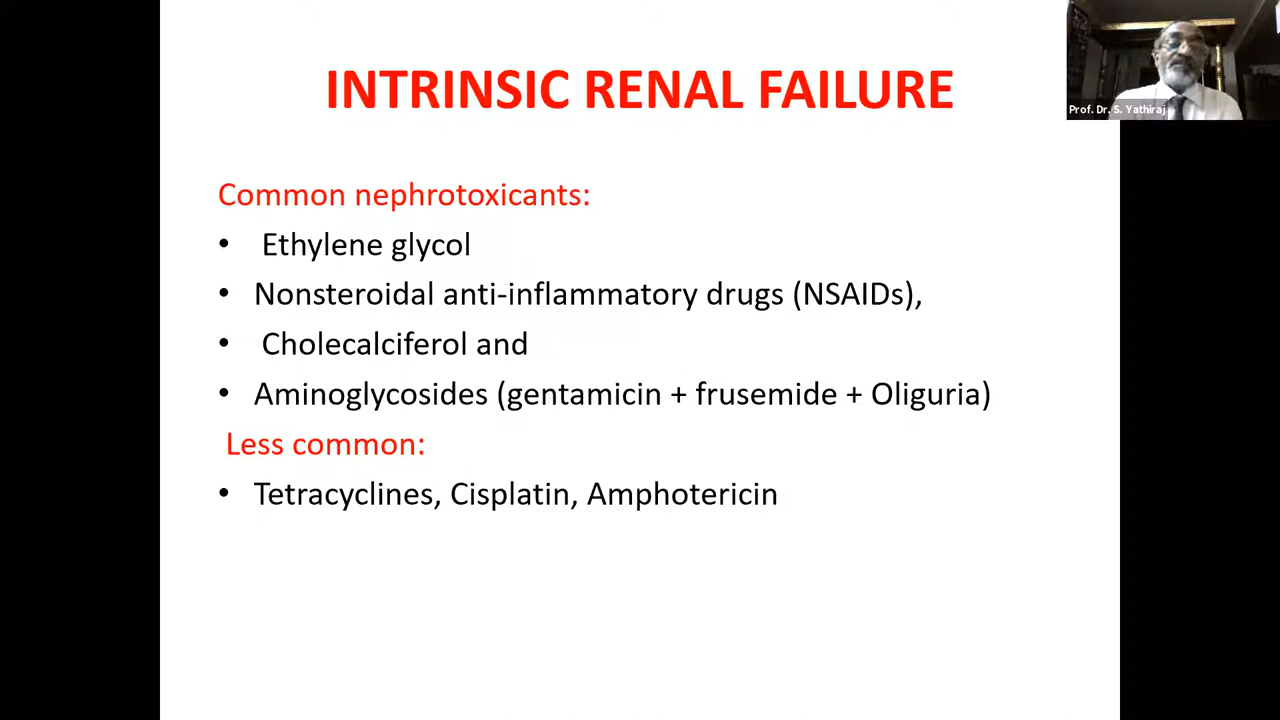 INTRINSIC RENAL FAILURE
Prof. Dr. S. Yathiraj
Common nephrotoxicants:
• Ethylene glycol
• Nonsteroidal anti-inflammatory drugs (NSAIDs),
• Cholecalciferol and
• Aminoglycosides (gentamicin + frusemide + Oliguria)
Less common:
• Tetracyclines, Cisplatin, Amphotericin